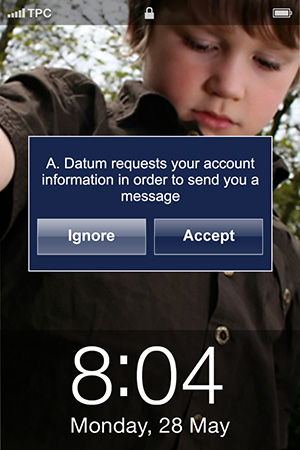 TPC
A. Datum requests your account
information in order to send you a
message
Ignore
Accept
8:04
Monday, 28 May